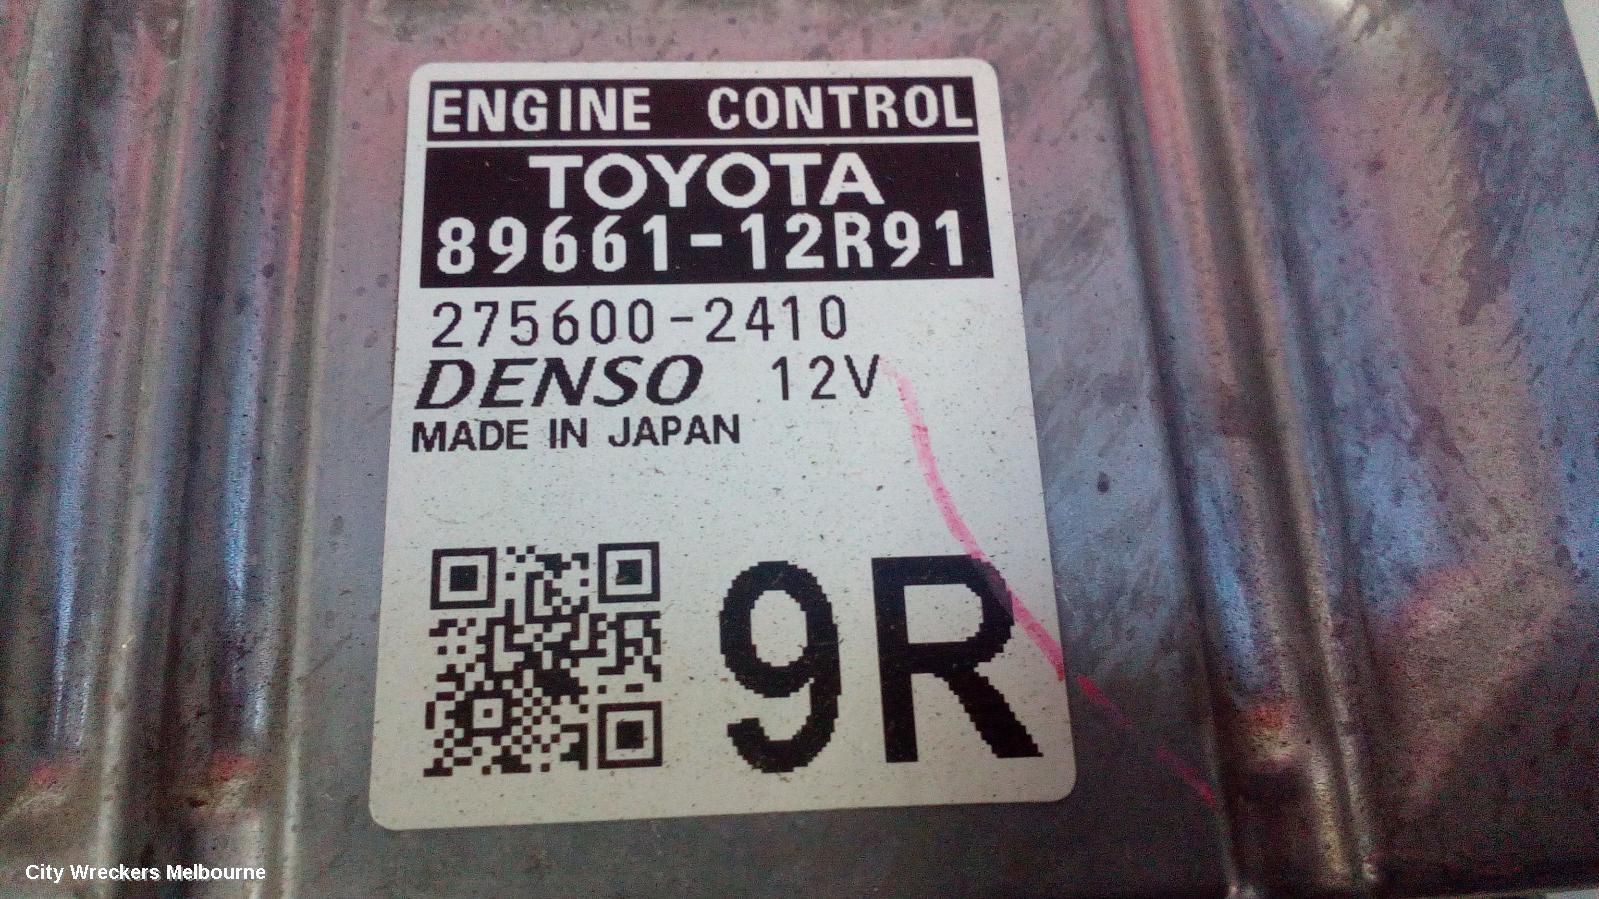 ENGINE CONTROL
TOYOTA
89661-12R91
275600-2410
DENSO 12V
MADE IN JAPAN
9R
City Wreckers Melbourne